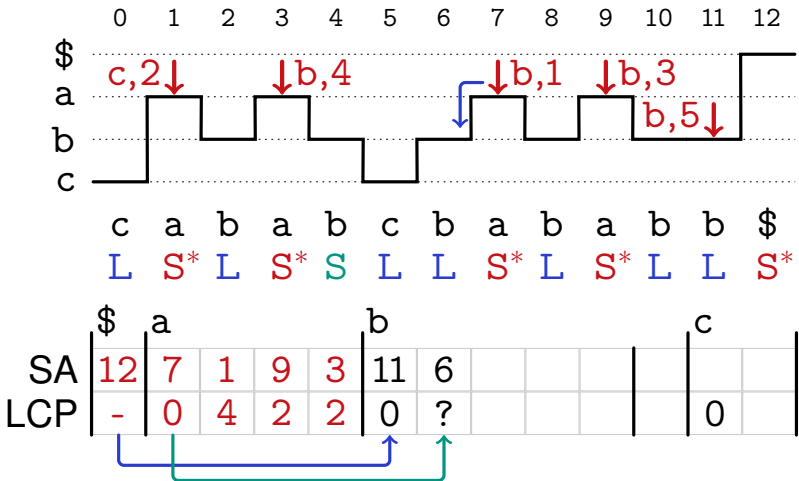 0 1 2 3 4 5 6 7 8 9 10 11 12
$
c,2 b,4 b,1 b,3
a
b,5
b
c
c a b a b c b a b a b b $
L S* L S* S L L S* L S* L L S*
$ a b c
SA 12 7 1 9 3 11 6
LCP - 0 4 2 2 0 ? 0